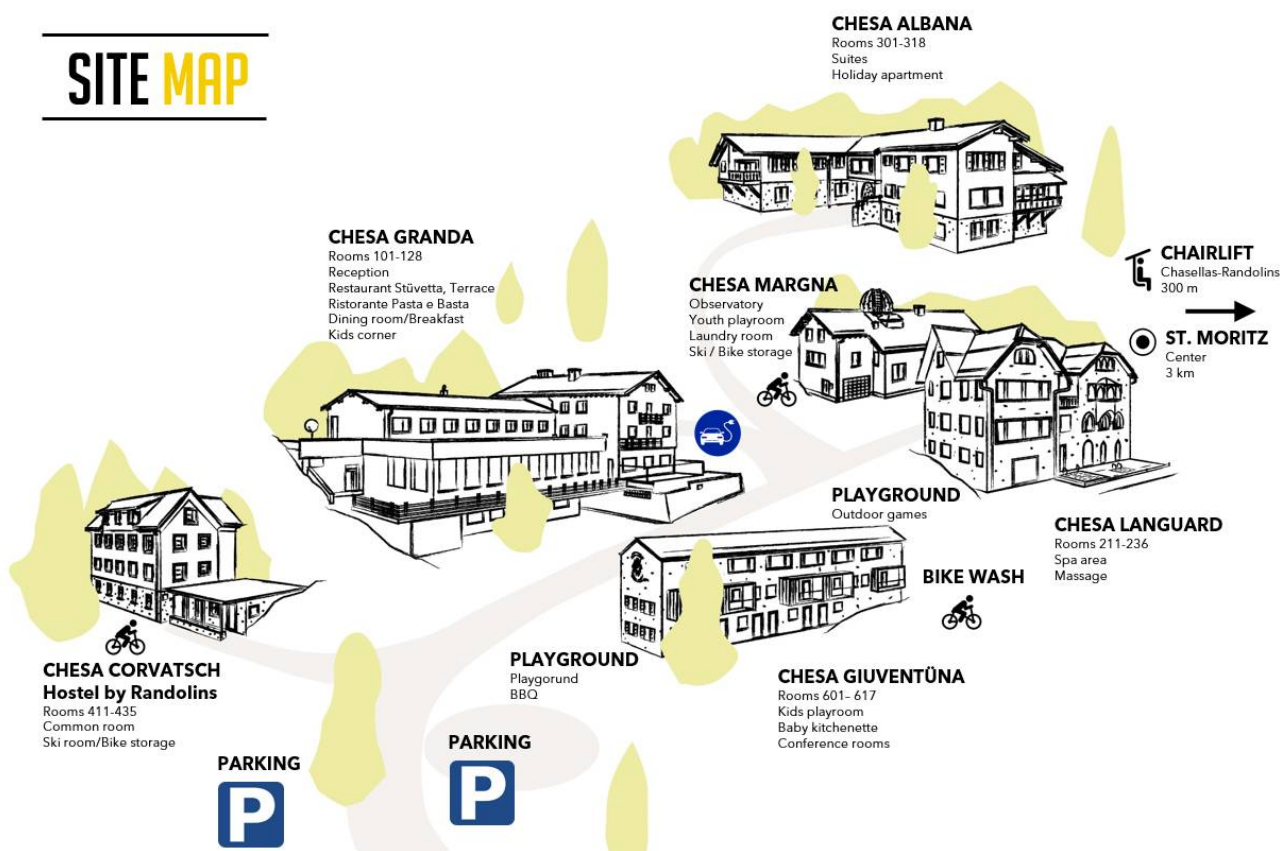 SITE MAP
CHESA ALBANA
Rooms 301-318
Suites
Holiday apartment
CHESA GRANDA
Rooms 101-128
Reception
Restaurant Stüvetta, Terrace
Ristorante Pasta e Basta
Dining room/Breakfast
Kids corner
CHESA MARGNA
Observatory
Youth playroom
Laundry room
Ski / Bike storage
CHAIRLIFT
Chasellas-Randolins
300 m
ST. MORITZ
Center
3 km
PLAYGROUND
Outdoor games
CHESA LANGUARD
Rooms 211-236
Spa area
Massage
BIKE WASH
CHESA CORVATSCH
Hostel by Randolins
Rooms 411-435
Common room
Ski room/Bike storage
PLAYGROUND
Playgorund
BBQ
CHESA GIUVENTÜNA
Rooms 601– 617
Kids playroom
Baby kitchenette
Conference rooms
PARKING
P
PARKING
P